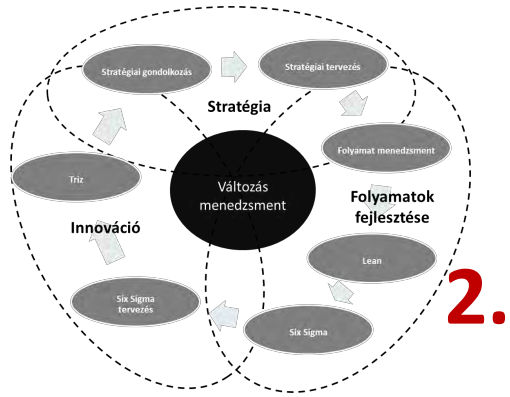 Stratégiai gondolkozás
Stratégiai tervezés
Stratégia
Folyamat menedzsment
Triz
Változás
menedzsment
Folyamatok
fejlesztése
Innováció
Lean
Six Sigma
tervezés
Six Sigma
2.